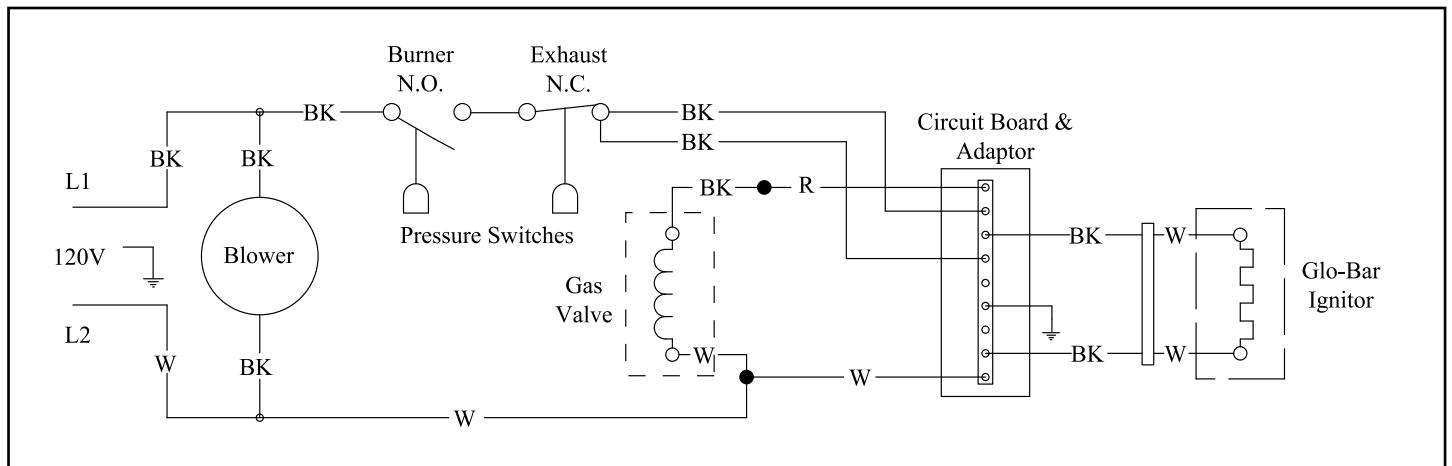 Burner
N.O.
Exhaust
N.C.
BK
BK
BK
BK
BK
Circuit Board &
Adaptor
L1
BK
R
Pressure Switches
120V
Blower
BK
W
Glo-Bar
Ignitor
Gas
Valve
L2
W
BK
W
BK
W
W
W